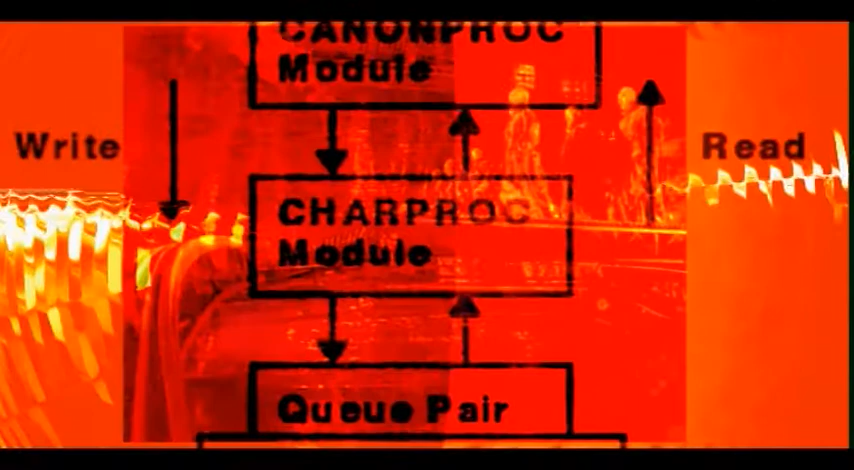 CANONPROC
Module
Write
Read
CHARPROC
Module
Queue Pair